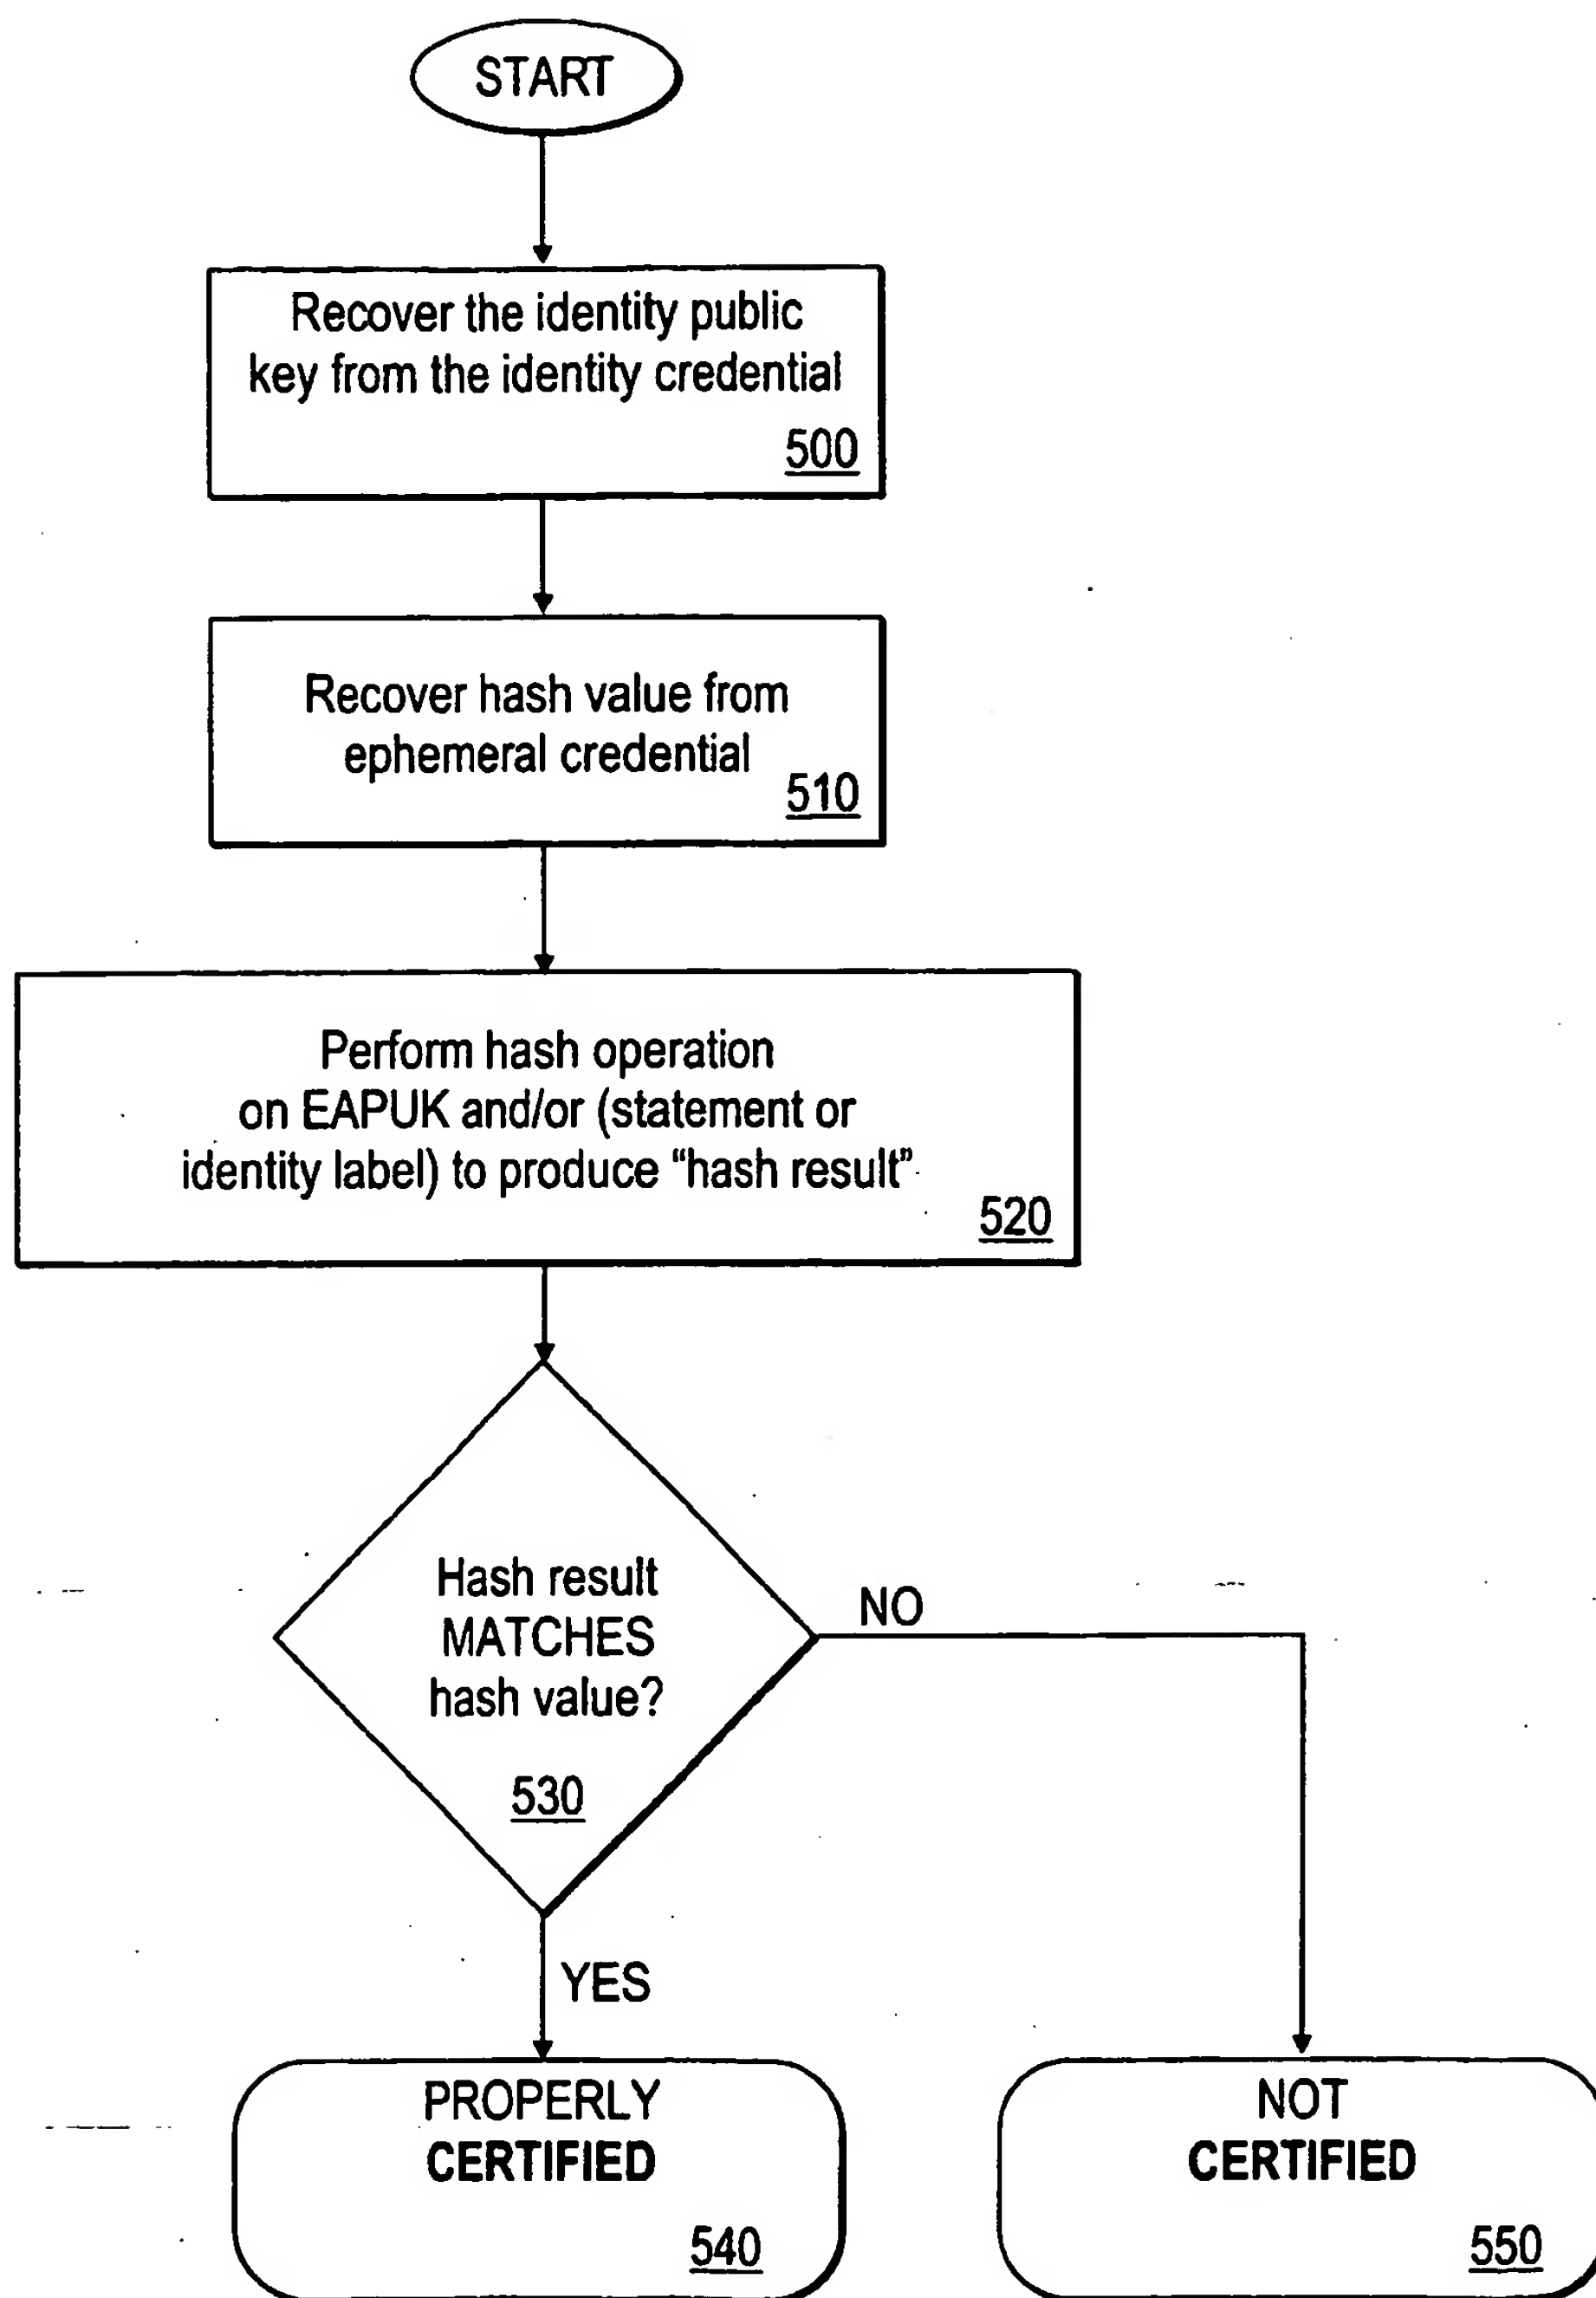 START
Recover the identity public
key from the identity credential
500
Recover hash value from
ephemeral credential
510
Perform hash operation
on EAPUK and/or (statement or
identity label) to produce “hash result”
520
Hash result
MATCHES
hash value?
530
NO
YES
PROPERLY
CERTIFIED
540
NOT
CERTIFIED
550